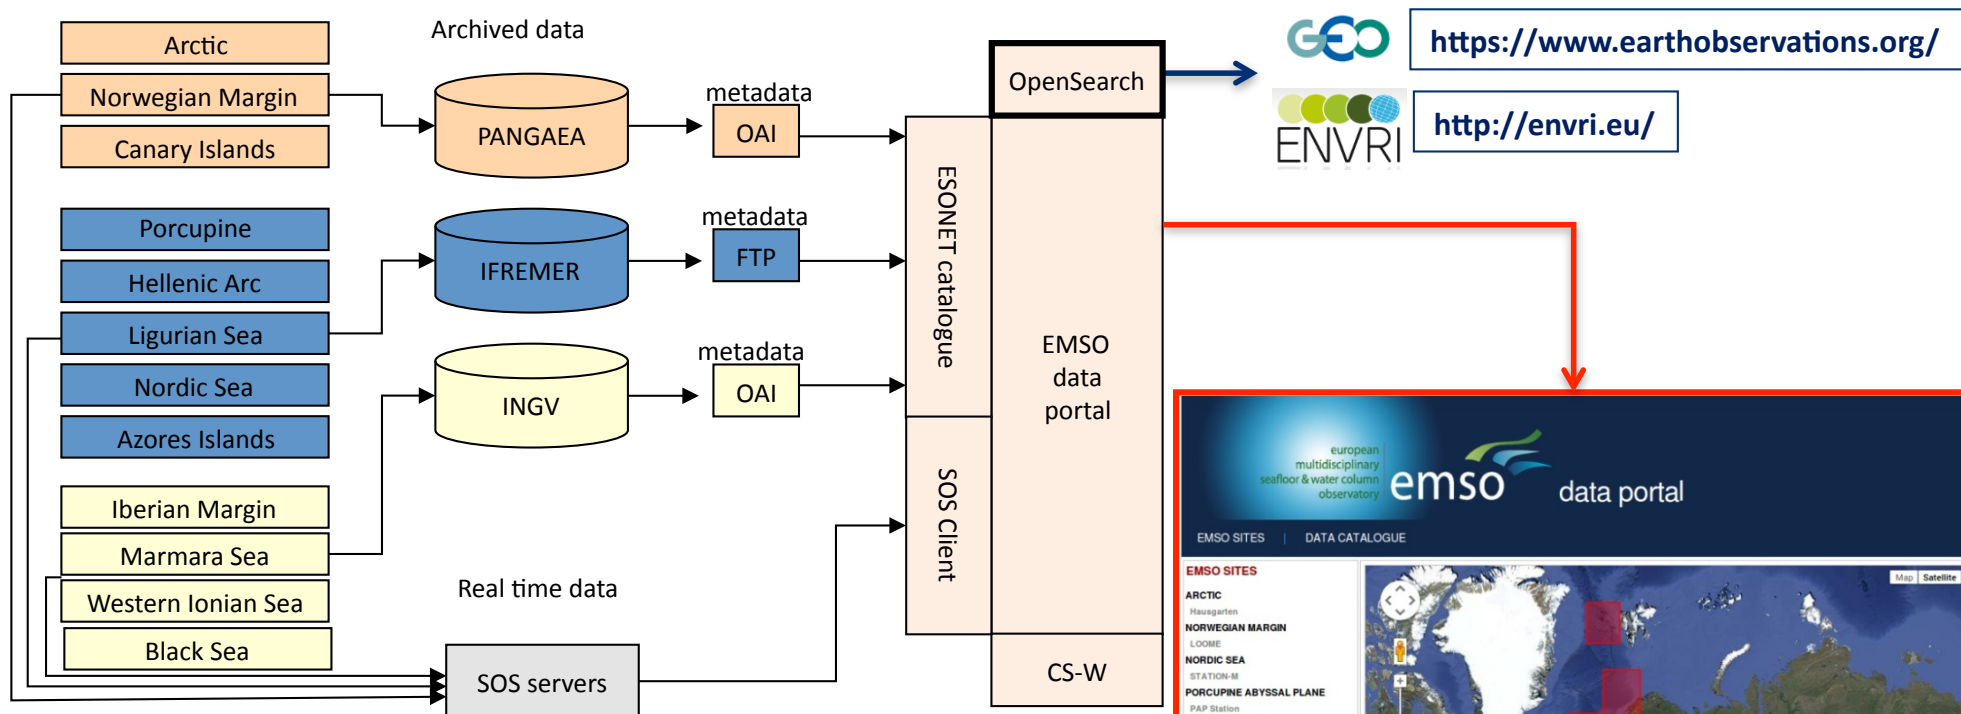 Arctic
Norwegian Margin
Canary Islands
Porcupine
Hellenic Arc
Ligurian Sea
Nordic Sea
Azores Islands
Iberian Margin
Marmara Sea
Western Ionian Sea
Black Sea
Archived data
PANGAEA
metadata
OAI
IFREMER
metadata
FTP
INGV
metadata
OAI
Real time data
SOS servers
ESONET catalogue
SOS Client
OpenSearch
EMSO
data
portal
CS-W
GEO
https://www.earthobservations.org/
ENVRI
http://envri.eu/
european
multidisciplinary
seafloor & water column
observatory
emso
data portal
EMSO SITES | DATA CATALOGUE
EMSO SITES
ARCTIC
Hausgarten
NORWEGIAN MARGIN
LOOME
NORDIC SEA
STATION-M
PORCUPINE ABYSSAL PLANE
PAP Station
Map Satellite